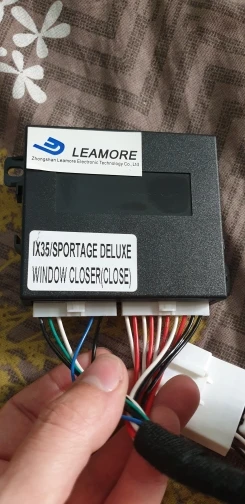 LEAMORE
Zhongshan Leamore Electronic Technology Co.,Ltd
IX35/SPORTAGE DELUXE
WINDOW CLOSER(CLOSE)